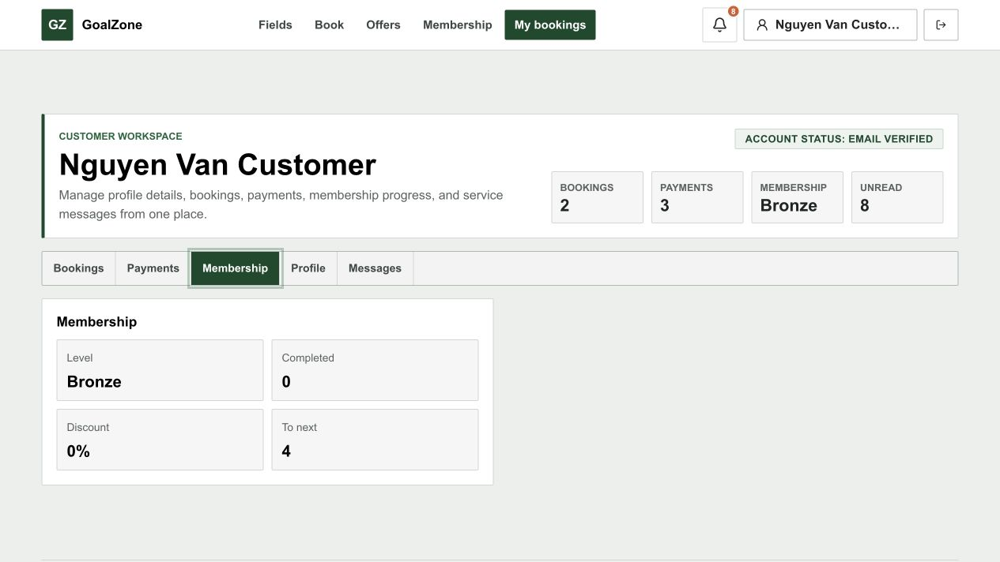 GZ
GoalZone
Fields
Book
Offers
Membership
My bookings
8
Nguyen Van Custo...
CUSTOMER WORKSPACE
Nguyen Van Customer
Manage profile details, bookings, payments, membership progress, and service
messages from one place.
ACCOUNT STATUS: EMAIL VERIFIED
BOOKINGS
2
PAYMENTS
3
MEMBERSHIP
Bronze
UNREAD
8
Bookings
Payments
Membership
Profile
Messages
Membership
Level
Bronze
Completed
0
Discount
0%
To next
4